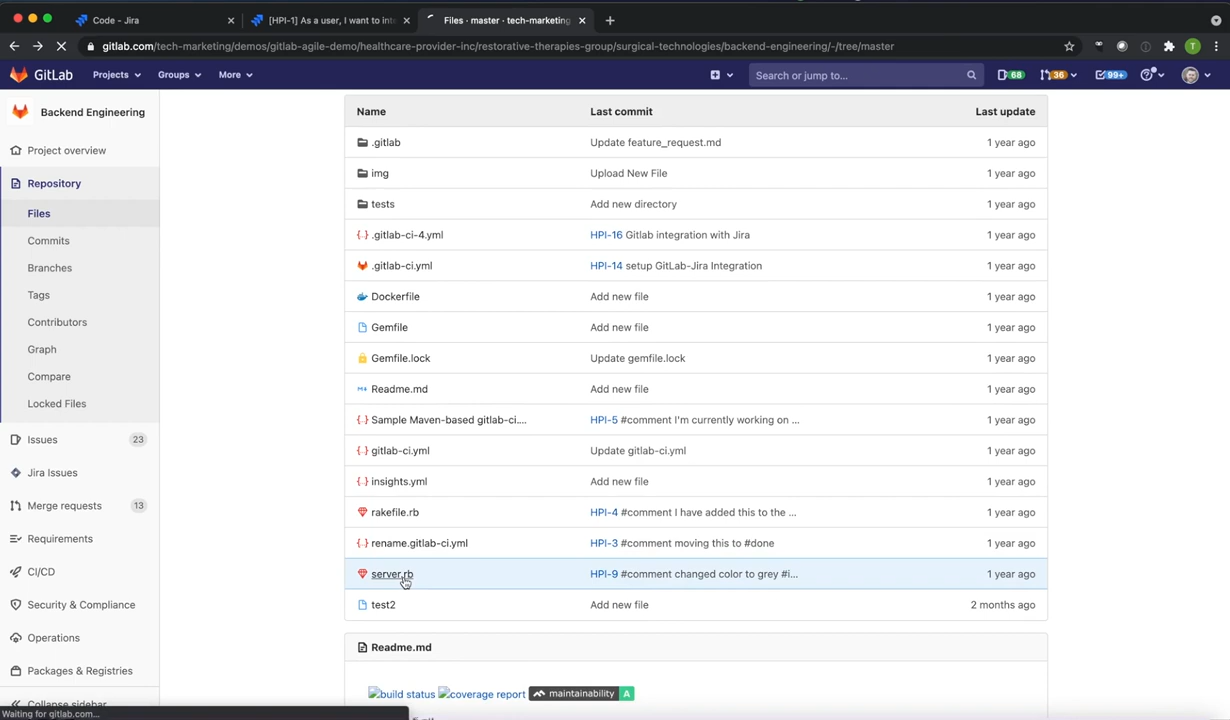 Code - Jira
[HPI-1] As a user, I want to inte
Files · master · tech-marketing
gitlab.com/tech-marketing/demos/gitlab-agile-demo/healthcare-provider-inc/restorative-therapies-group/surgical-technologies/backend-engineering/-/tree/master
T
GitLab Projects Groups More
Search or jump to...
68 36 99+
Backend Engineering
Project overview
Repository
Files
Commits
Branches
Tags
Contributors
Graph
Compare
Locked Files
Issues 23
Jira Issues
Merge requests 13
Requirements
CI/CD
Security & Compliance
Operations
Packages & Registries
Collapse sidebar
Waiting for gitlab.com...
Name Last commit Last update
.gitlab Update feature_request.md 1 year ago
img Upload New File 1 year ago
tests Add new directory 1 year ago
.gitlab-ci-4.yml HPI-16 Gitlab integration with Jira 1 year ago
.gitlab-ci.yml HPI-14 setup GitLab-Jira Integration 1 year ago
Dockerfile Add new file 1 year ago
Gemfile Add new file 1 year ago
Gemfile.lock Update gemfile.lock 1 year ago
Readme.md Add new file 1 year ago
Sample Maven-based gitlab-ci.... HPI-5 #comment I'm currently working on ... 1 year ago
gitlab-ci.yml Update gitlab-ci.yml 1 year ago
insights.yml Add new file 1 year ago
rakefile.rb HPI-4 #comment I have added this to the ... 1 year ago
rename.gitlab-ci.yml HPI-3 #comment moving this to #done 1 year ago
server.rb HPI-9 #comment changed color to grey #i... 1 year ago
test2 Add new file 2 months ago
Readme.md
build status coverage report maintainability A